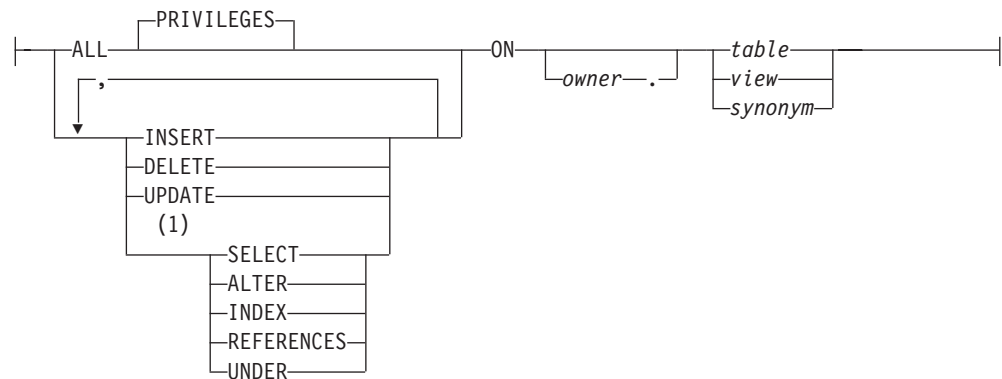 PRIVILEGES
ALL ON table
owner . view
, synonym
INSERT
DELETE
UPDATE
(1)
SELECT
ALTER
INDEX
REFERENCES
UNDER